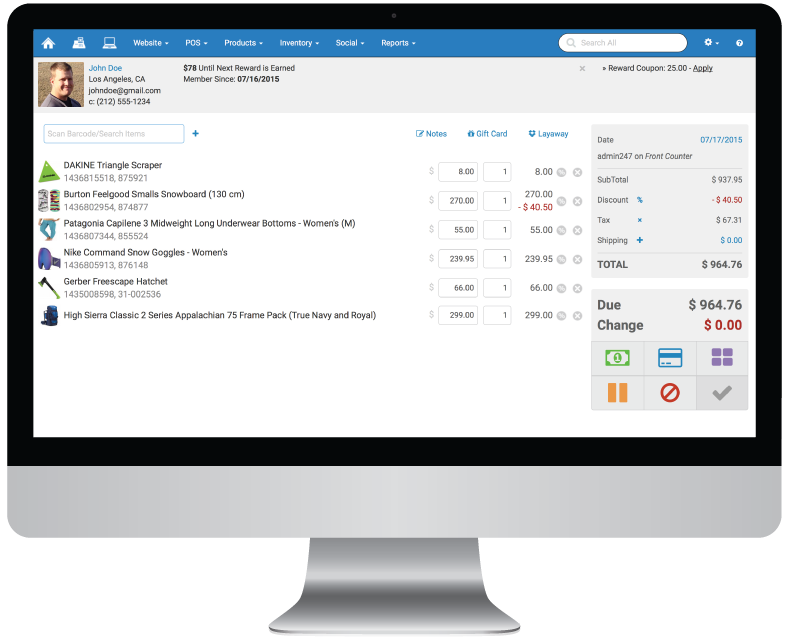 Website POS Products Inventory Social Reports Search All
John Doe
Los Angeles, CA
johndoe@gmail.com
c: (212) 555-1234
$78 Until Next Reward is Earned
Member Since: 07/16/2015
» Reward Coupon: 25.00 - Apply
Scan Barcode/Search Items
Notes Gift Card Layaway
DAKINE Triangle Scraper
1436815518, 875921
$ 8.00 1 8.00
Burton Feelgood Smalls Snowboard (130 cm)
1436802954, 874877
$ 270.00 1 270.00
- $ 40.50
Patagonia Capilene 3 Midweight Long Underwear Bottoms - Women's (M)
1436807344, 855524
$ 55.00 1 55.00
Nike Command Snow Goggles - Women's
1436805913, 876148
$ 239.95 1 239.95
Gerber Freescape Hatchet
1435008598, 31-002536
$ 66.00 1 66.00
High Sierra Classic 2 Series Appalachian 75 Frame Pack (True Navy and Royal)
$ 299.00 1 299.00
Date 07/17/2015
admin247 on Front Counter
SubTotal $ 937.95
Discount % - $ 40.50
Tax × $ 67.31
Shipping + $ 0.00
TOTAL $ 964.76
Due $ 964.76
Change $ 0.00
1